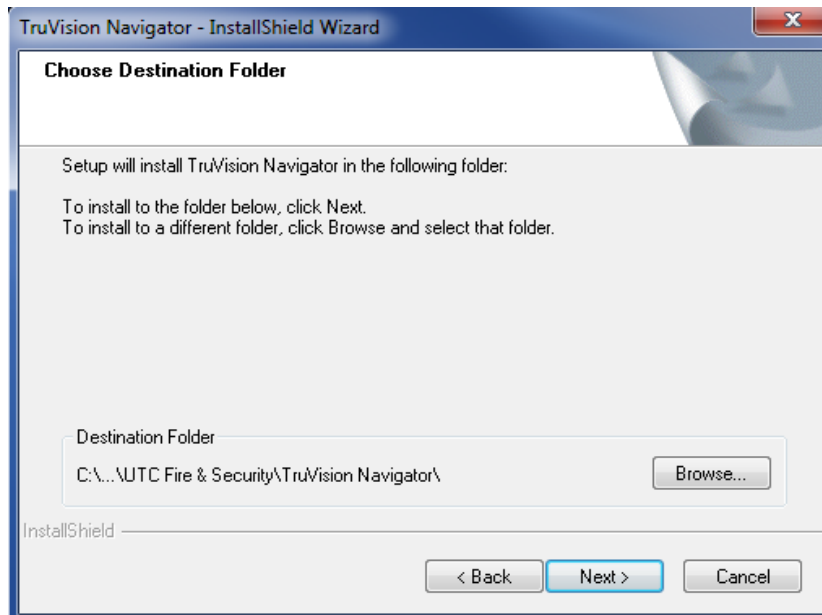 TruVision Navigator - InstallShield Wizard
Choose Destination Folder
Setup will install TruVision Navigator in the following folder:
To install to the folder below, click Next.
To install to a different folder, click Browse and select that folder.
Destination Folder
C:\...\UTC Fire & Security\TruVision Navigator\
Browse...
InstallShield
< Back
Next >
Cancel